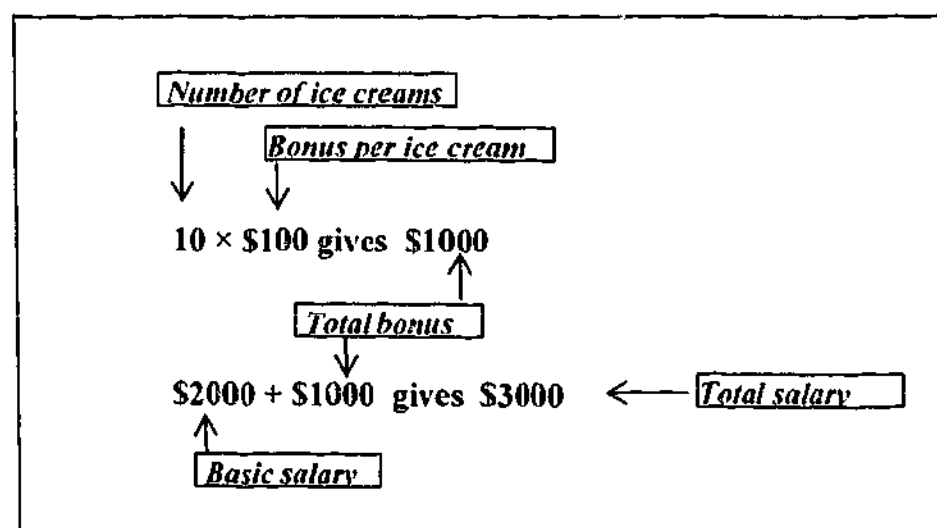 Number of ice creams
Bonus per ice cream
10 × $100 gives $1000
Total bonus
$2000 + $1000 gives $3000
Total salary
Basic salary